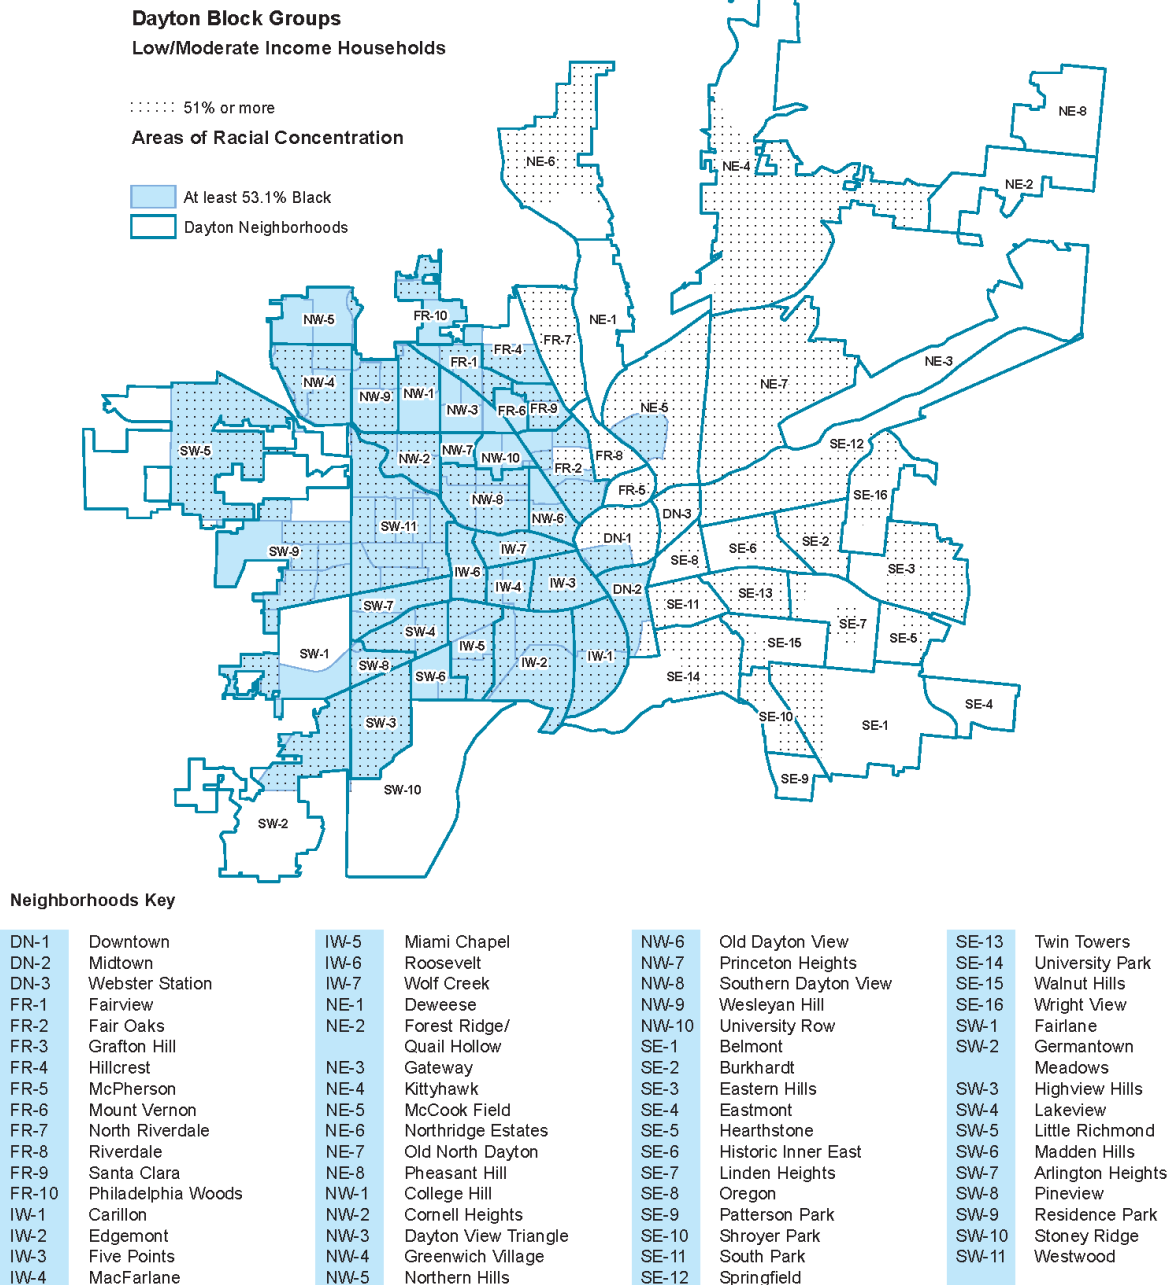 Dayton Block Groups
Low/Moderate Income Households
51% or more
Areas of Racial Concentration
At least 53.1% Black
Dayton Neighborhoods
NE-8
NE-6
NE-4
NE-2
NW-5
FR-10
NE-1
FR-7
FR-4
FR-1
NE-3
NW-4
NE-7
NW-9
NW-1
NW-3
FR-6
FR-9
NE-5
SE-12
SW-5
NW-7
NW-2
NW-10
FR-8
FR-2
FR-5
SE-16
NW-8
DN-3
NW-6
SW-11
DN-1
SE-2
SE-6
IW-7
SW-9
SE-8
SE-3
IW-6
IW-4
IW-3
DN-2
SE-13
SW-7
SE-11
SE-7
SW-4
SE-5
SE-15
IW-5
SW-1
IW-1
IW-2
SW-8
SW-6
SE-14
SE-4
SE-10
SW-3
SE-1
SE-9
SW-10
SW-2
Neighborhoods Key
DN-1 Downtown
DN-2 Midtown
DN-3 Webster Station
FR-1 Fairview
FR-2 Fair Oaks
FR-3 Grafton Hill
FR-4 Hillcrest
FR-5 McPherson
FR-6 Mount Vernon
FR-7 North Riverdale
FR-8 Riverdale
FR-9 Santa Clara
FR-10 Philadelphia Woods
IW-1 Carillon
IW-2 Edgemont
IW-3 Five Points
IW-4 MacFarlane
IW-5 Miami Chapel
IW-6 Roosevelt
IW-7 Wolf Creek
NE-1 Deweese
NE-2 Forest Ridge/
Quail Hollow
NE-3 Gateway
NE-4 Kittyhawk
NE-5 McCook Field
NE-6 Northridge Estates
NE-7 Old North Dayton
NE-8 Pheasant Hill
NW-1 College Hill
NW-2 Cornell Heights
NW-3 Dayton View Triangle
NW-4 Greenwich Village
NW-5 Northern Hills
NW-6 Old Dayton View
NW-7 Princeton Heights
NW-8 Southern Dayton View
NW-9 Wesleyan Hill
NW-10 University Row
SE-1 Belmont
SE-2 Burkhardt
SE-3 Eastern Hills
SE-4 Eastmont
SE-5 Hearthstone
SE-6 Historic Inner East
SE-7 Linden Heights
SE-8 Oregon
SE-9 Patterson Park
SE-10 Shroyer Park
SE-11 South Park
SE-12 Springfield
SE-13 Twin Towers
SE-14 University Park
SE-15 Walnut Hills
SE-16 Wright View
SW-1 Fairlane
SW-2 Germantown
Meadows
SW-3 Highview Hills
SW-4 Lakeview
SW-5 Little Richmond
SW-6 Madden Hills
SW-7 Arlington Heights
SW-8 Pineview
SW-9 Residence Park
SW-10 Stoney Ridge
SW-11 Westwood